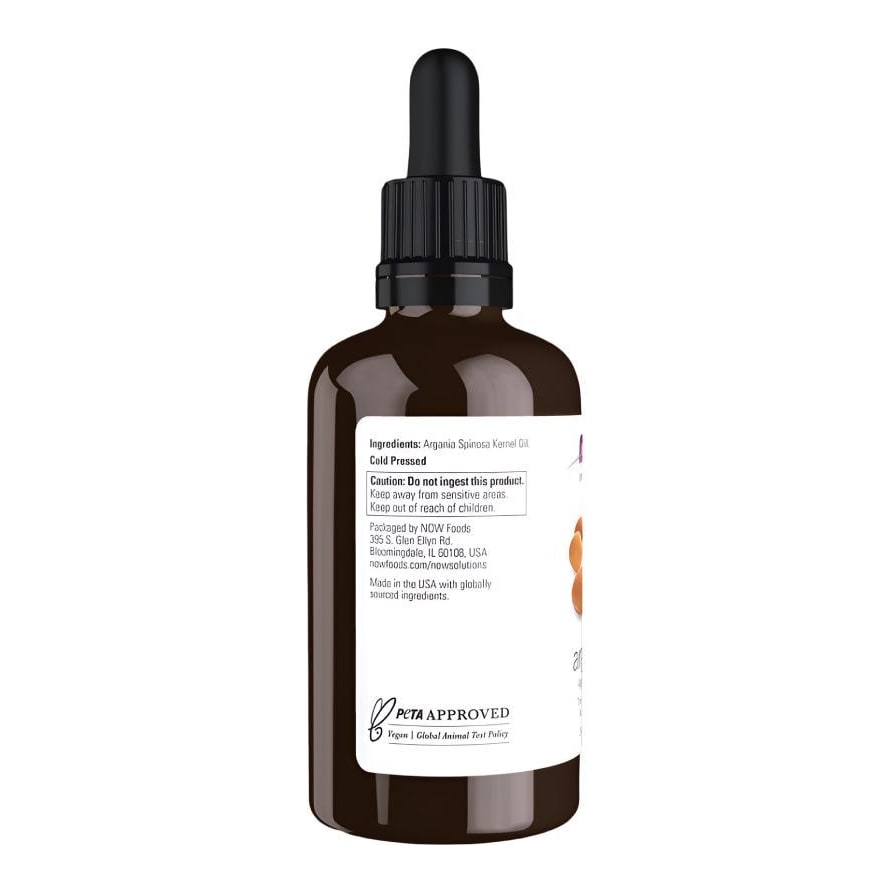 Ingredients: Argania Spinosa Kernel Oil.
Cold Pressed
Caution: Do not ingest this product.
Keep away from sensitive areas.
Keep out of reach of children.
Packaged by NOW Foods
395 S. Glen Ellyn Rd.
Bloomingdale, IL 60108, USA
nowfoods.com/nowsolutions
Made in the USA with globally
sourced ingredients.
PETA APPROVED
Vegan | Global Animal Test Policy